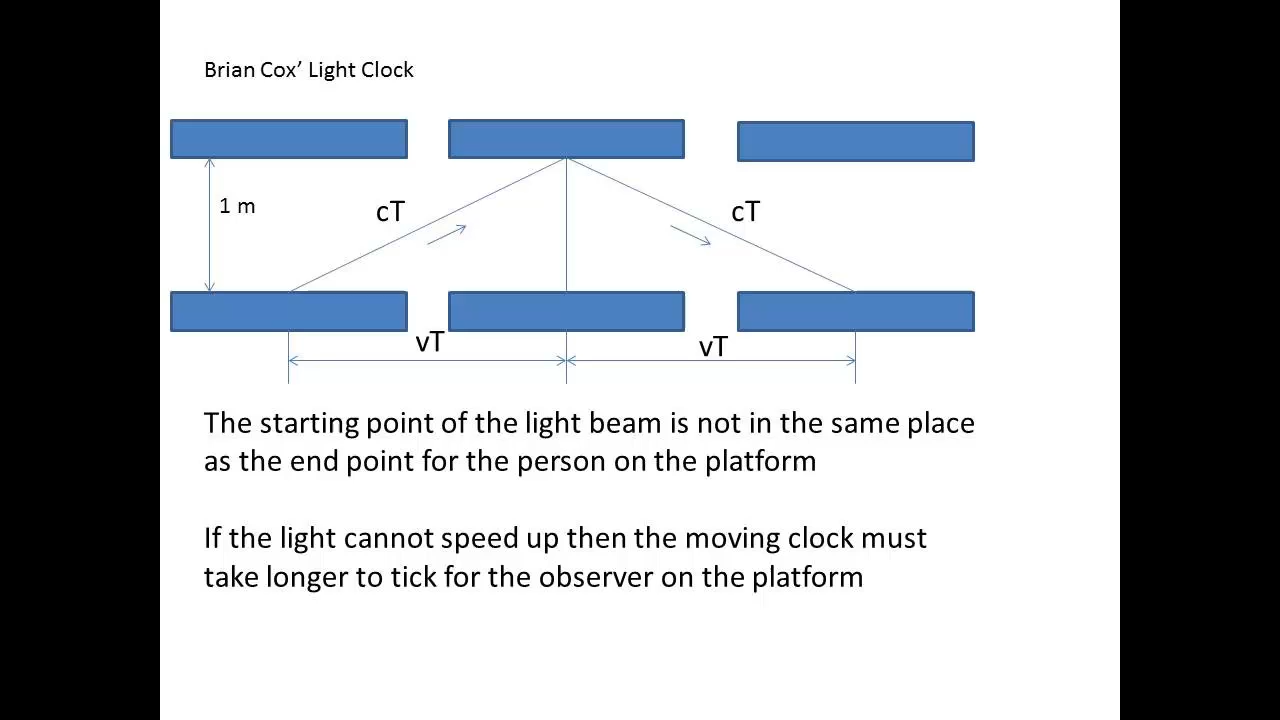 Brian Cox’ Light Clock
1 m
cT
cT
vT
vT
The starting point of the light beam is not in the same place
as the end point for the person on the platform
If the light cannot speed up then the moving clock must
take longer to tick for the observer on the platform